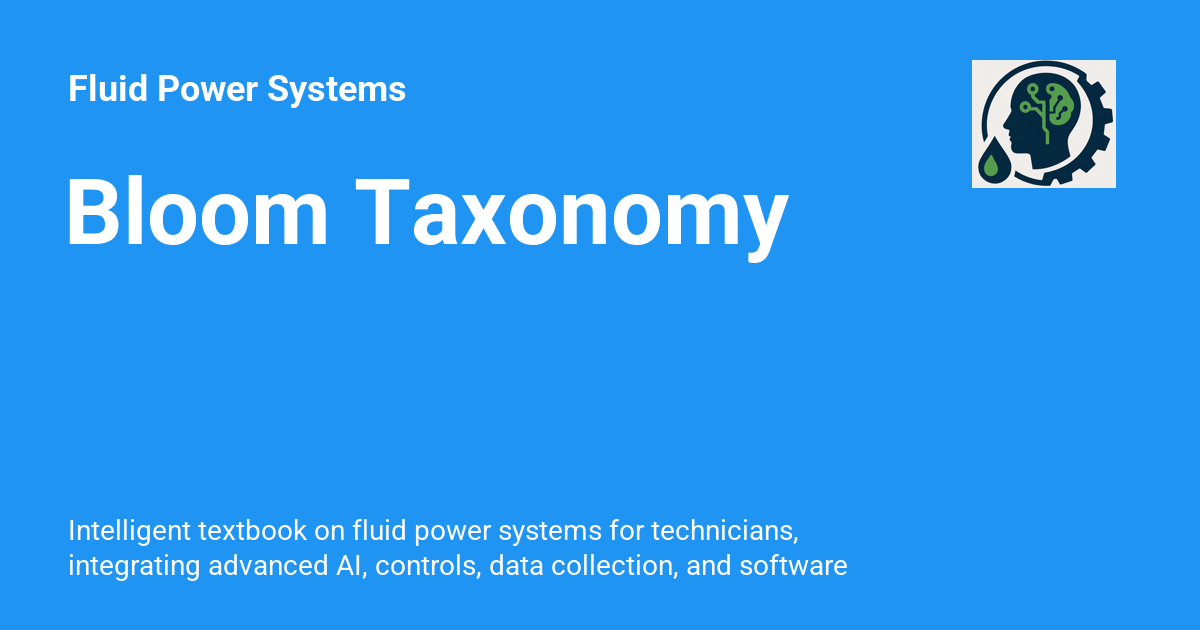 Fluid Power Systems
Bloom Taxonomy
Intelligent textbook on fluid power systems for technicians,
integrating advanced AI, controls, data collection, and software